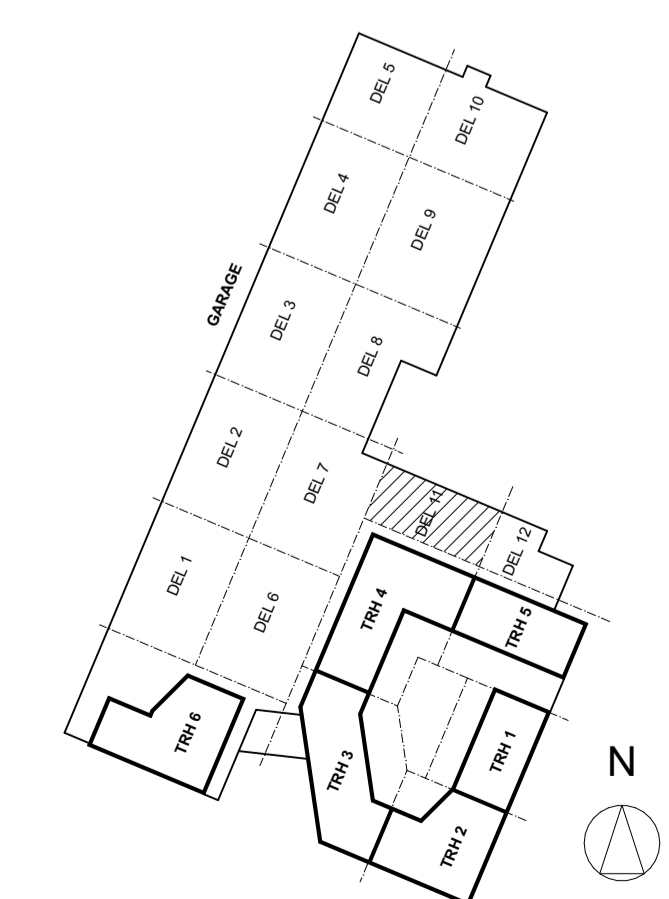 DEL 5
DEL 10
DEL 4
DEL 9
GARAGE
DEL 3
DEL 8
DEL 2
DEL 7
DEL 11
DEL 12
DEL 1
DEL 6
TRH 4
TRH 5
TRH 6
TRH 3
TRH 1
TRH 2
N